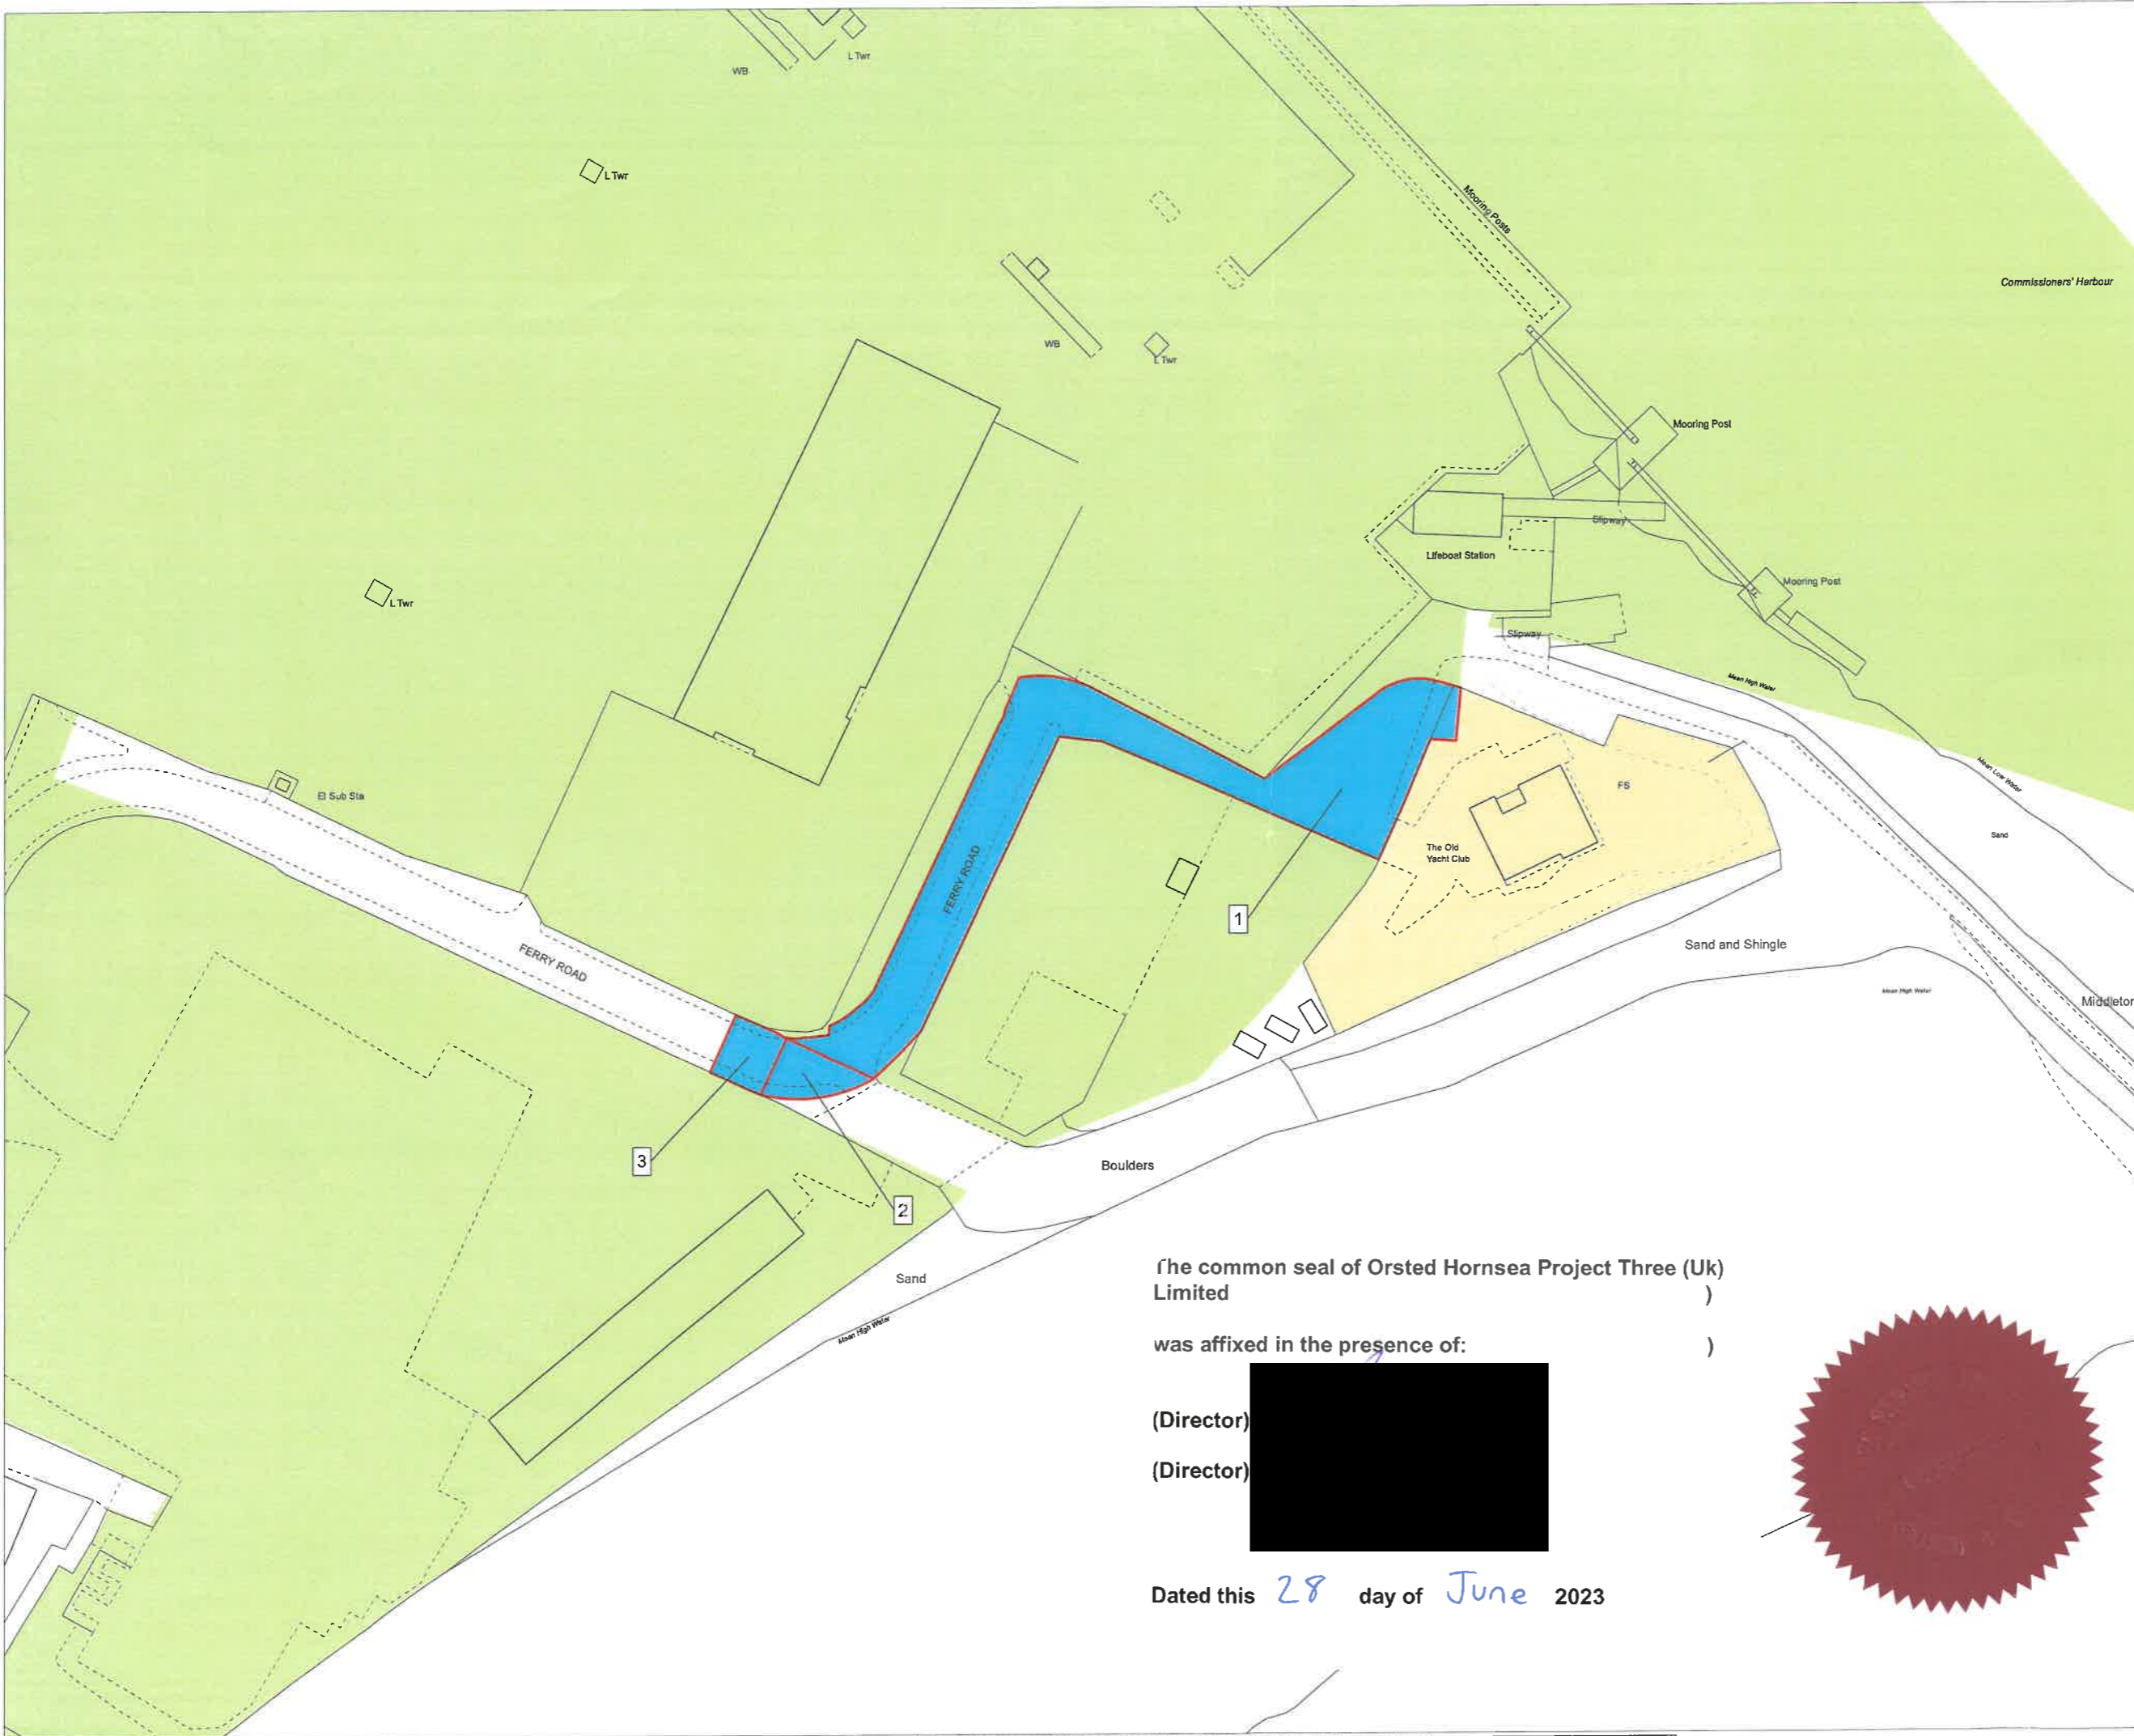 WB
L Twr
L Twr
Mooring Posts
Commissioners' Harbour
WB
L Twr
Mooring Post
Slipway
Lifeboat Station
Mooring Post
L Twr
Slipway
Mean High Water
Mean Low Water
El Sub Sta
FS
Sand
The Old
Yacht Club
FERRY ROAD
1
FERRY ROAD
Sand and Shingle
Mean High Water
Middleton
3
Boulders
2
Sand
Mean High Water
The common seal of Orsted Hornsea Project Three (Uk)
Limited )
was affixed in the presence of: )
(Director)
(Director)
Dated this 28 day of June 2023